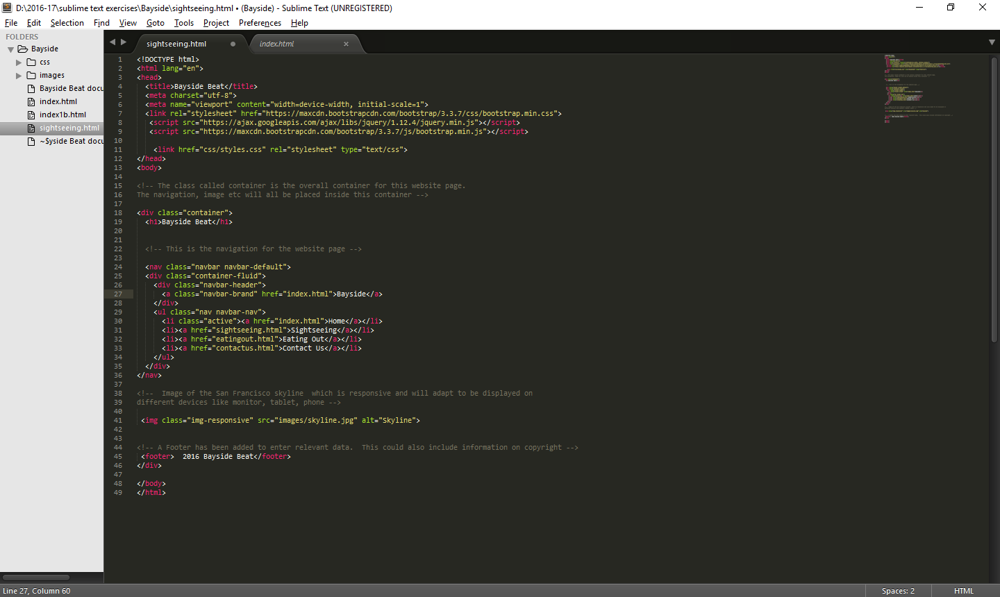 D:\2016-17\sublime text exercises\Bayside\sightseeing.html • (Bayside) - Sublime Text (UNREGISTERED)
File Edit Selection Find View Goto Tools Project Preferences Help
FOLDERS
Bayside
css
images
Bayside Beat docu
index.html
index1b.html
sightseeing.html
~$yside Beat docu
sightseeing.html index.html
1 <!DOCTYPE html>
2 <html lang="en">
3 <head>
4 <title>Bayside Beat</title>
5 <meta charset="utf-8">
6 <meta name="viewport" content="width=device-width, initial-scale=1">
7 <link rel="stylesheet" href="https://maxcdn.bootstrapcdn.com/bootstrap/3.3.7/css/bootstrap.min.css">
8 <script src="https://ajax.googleapis.com/ajax/libs/jquery/1.12.4/jquery.min.js"></script>
9 <script src="https://maxcdn.bootstrapcdn.com/bootstrap/3.3.7/js/bootstrap.min.js"></script>
10
11 <link href="css/styles.css" rel="stylesheet" type="text/css">
12 </head>
13 <body>
14
15 <!-- The class called container is the overall container for this website page.
16 The navigation, image etc will all be placed inside this container -->
17
18 <div class="container">
19 <h1>Bayside Beat</h1>
20
21
22 <!-- This is the navigation for the website page -->
23
24 <nav class="navbar navbar-default">
25 <div class="container-fluid">
26 <div class="navbar-header">
27 <a class="navbar-brand" href="index.html">Bayside</a>
28 </div>
29 <ul class="nav navbar-nav">
30 <li class="active"><a href="index.html">Home</a></li>
31 <li><a href="sightseeing.html">Sightseeing</a></li>
32 <li><a href="eatingout.html">Eating Out</a></li>
33 <li><a href="contactus.html">Contact Us</a></li>
34 </ul>
35 </div>
36 </nav>
37
38 <!--  Image of the San Francisco skyline  which is responsive and will adapt to be displayed on
39 different devices like monitor, tablet, phone -->
40
41 <img class="img-responsive" src="images/skyline.jpg" alt="Skyline">
42
43
44 <!-- A Footer has been added to enter relevant data.  This could also include information on copyright -->
45 <footer>  2016 Bayside Beat</footer>
46 </div>
47
48 </body>
49 </html>
Line 27, Column 60 Spaces: 2 HTML